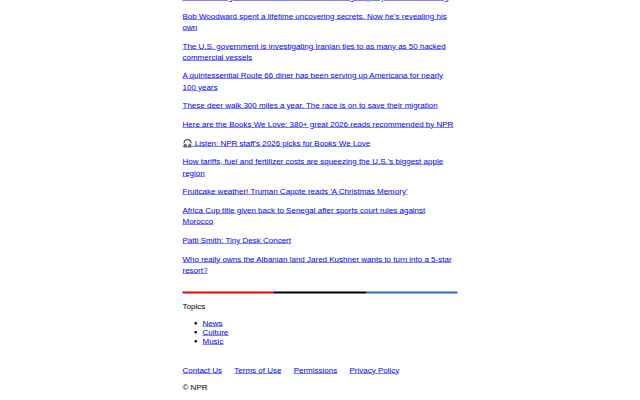 Bob Woodward spent a lifetime uncovering secrets. Now he's revealing his
own
The U.S. government is investigating Iranian ties to as many as 50 hacked
commercial vessels
A quintessential Route 66 diner has been serving up Americana for nearly
100 years
These deer walk 300 miles a year. The race is on to save their migration
Here are the Books We Love: 380+ great 2026 reads recommended by NPR
🎧 Listen: NPR staff's 2026 picks for Books We Love
How tariffs, fuel and fertilizer costs are squeezing the U.S.'s biggest apple
region
Fruitcake weather! Truman Capote reads 'A Christmas Memory'
Africa Cup title given back to Senegal after sports court rules against
Morocco
Patti Smith: Tiny Desk Concert
Who really owns the Albanian land Jared Kushner wants to turn into a 5-star
resort?
Topics
• News
• Culture
• Music
Contact Us Terms of Use Permissions Privacy Policy
© NPR